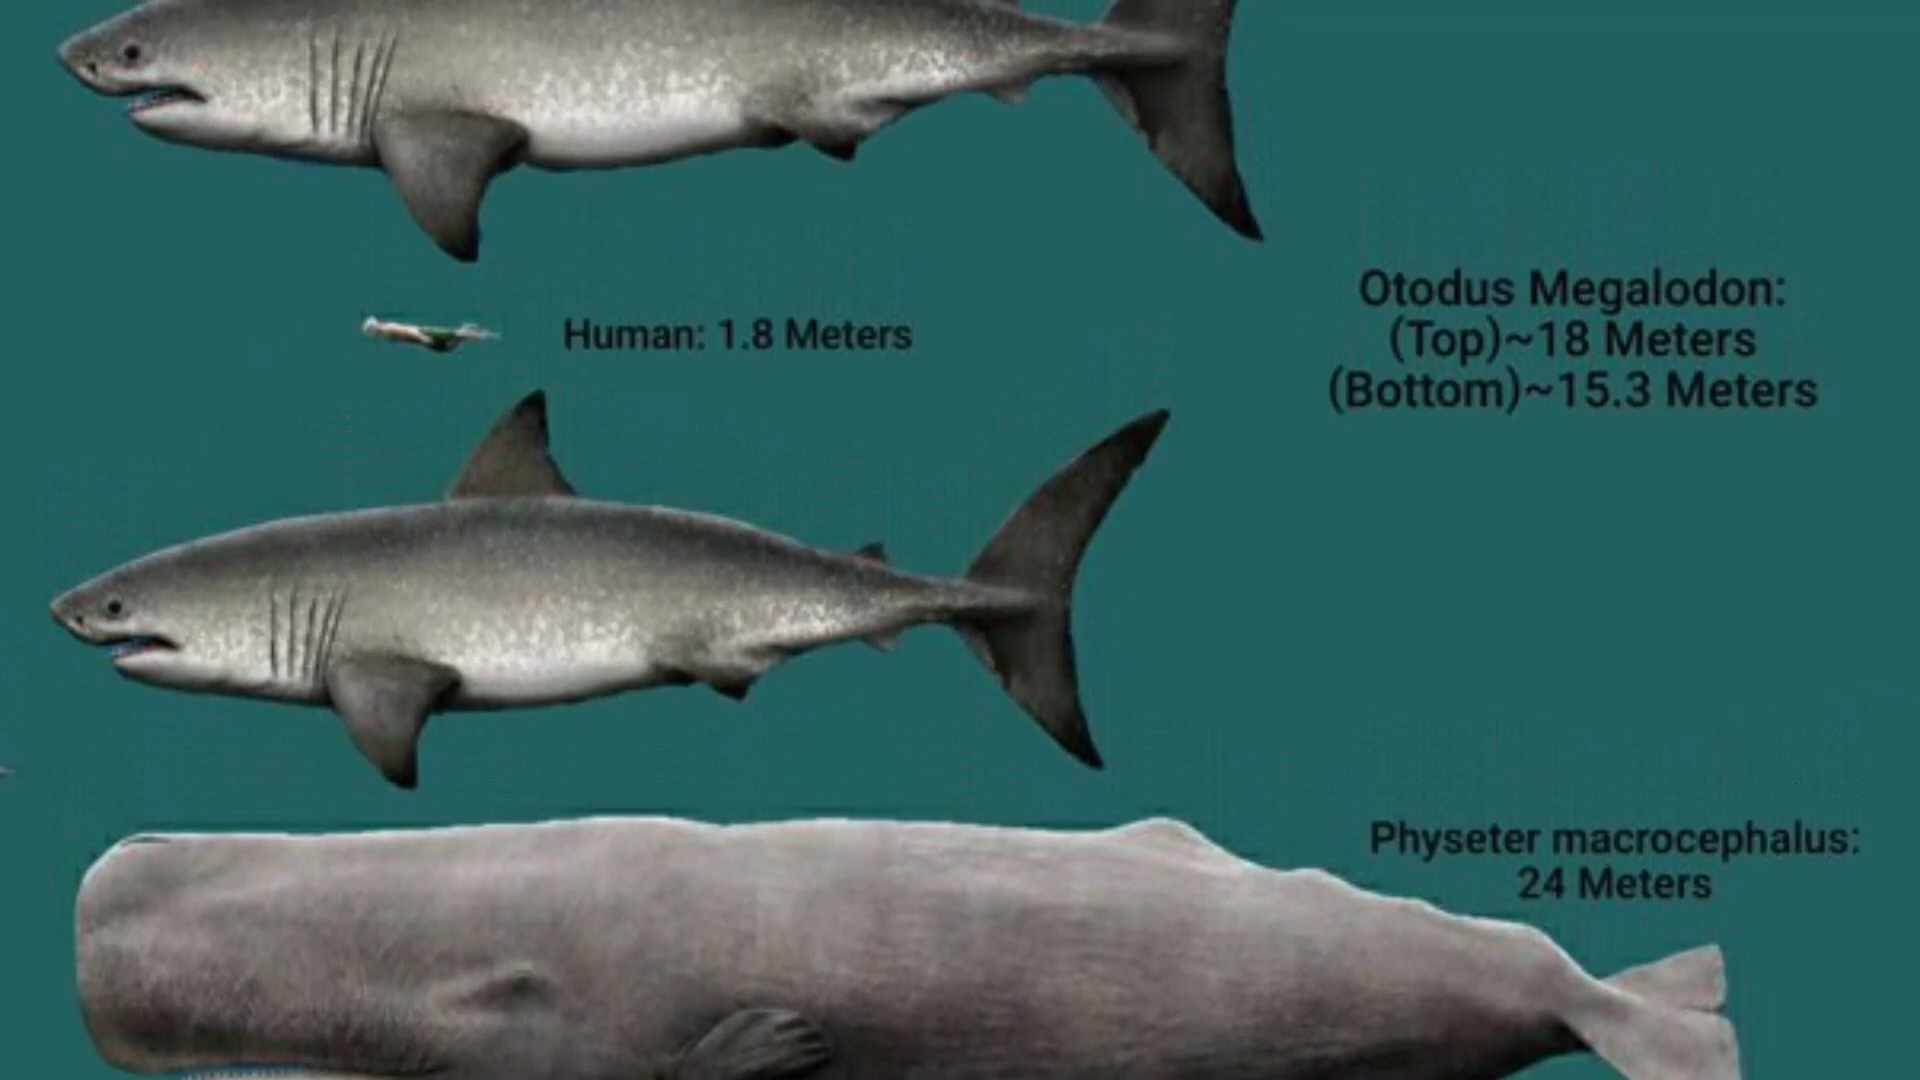 Otodus Megalodon:
(Top)~18 Meters
(Bottom)~15.3 Meters
Human: 1.8 Meters
Physeter macrocephalus:
24 Meters